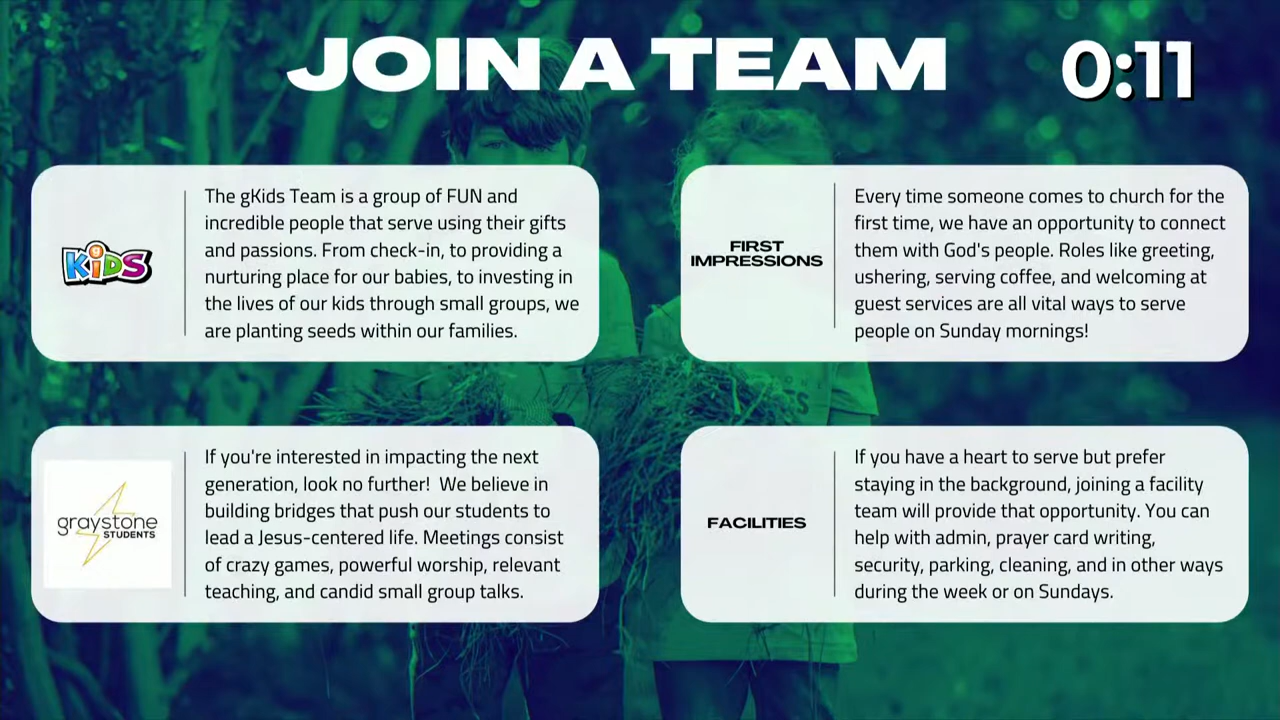 JOIN A TEAM
0:11
KiDS
The gKids Team is a group of FUN and
incredible people that serve using their gifts
and passions. From check-in, to providing a
nurturing place for our babies, to investing in
the lives of our kids through small groups, we
are planting seeds within our families.
FIRST
IMPRESSIONS
Every time someone comes to church for the
first time, we have an opportunity to connect
them with God's people. Roles like greeting,
ushering, serving coffee, and welcoming at
guest services are all vital ways to serve
people on Sunday mornings!
graystone
STUDENTS
If you're interested in impacting the next
generation, look no further!  We believe in
building bridges that push our students to
lead a Jesus-centered life. Meetings consist
of crazy games, powerful worship, relevant
teaching, and candid small group talks.
FACILITIES
If you have a heart to serve but prefer
staying in the background, joining a facility
team will provide that opportunity. You can
help with admin, prayer card writing,
security, parking, cleaning, and in other ways
during the week or on Sundays.